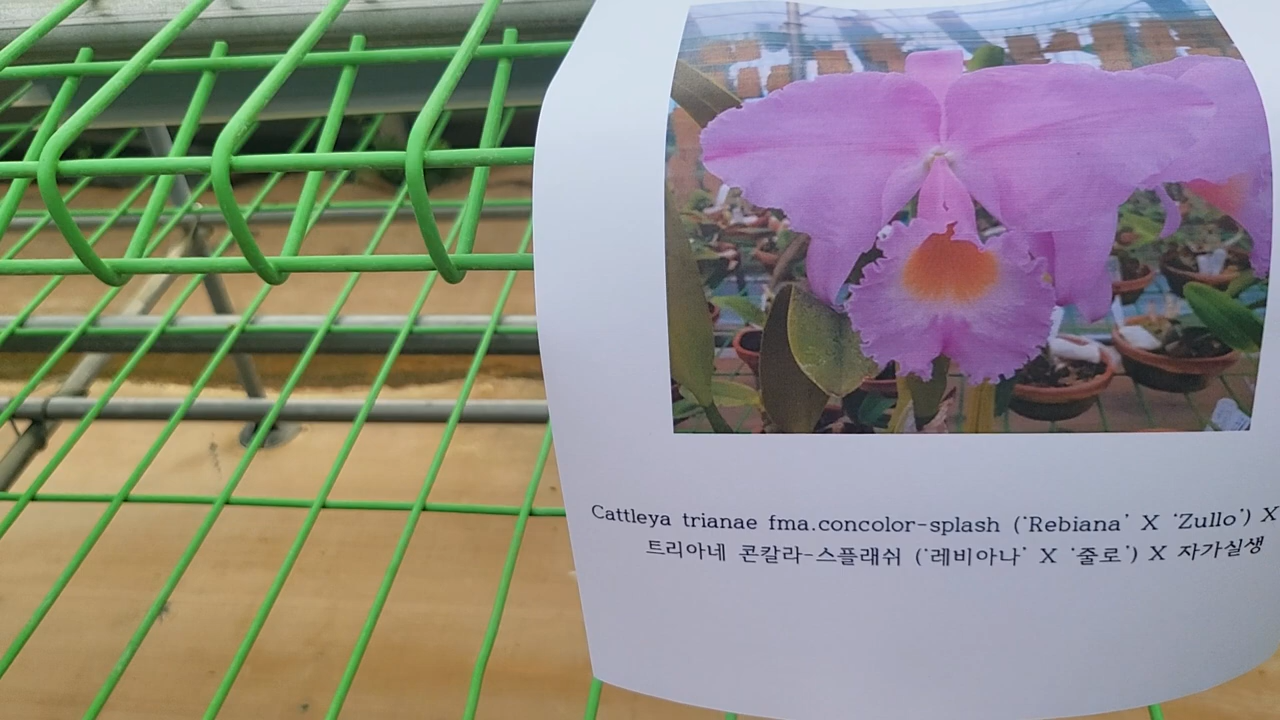 Cattleya trianae fma.concolor-splash (‘Rebiana’ X ‘Zullo’) X
트리아네 콘칼라-스플래쉬 (‘레비아나’ X ‘줄로’) X 자가실생